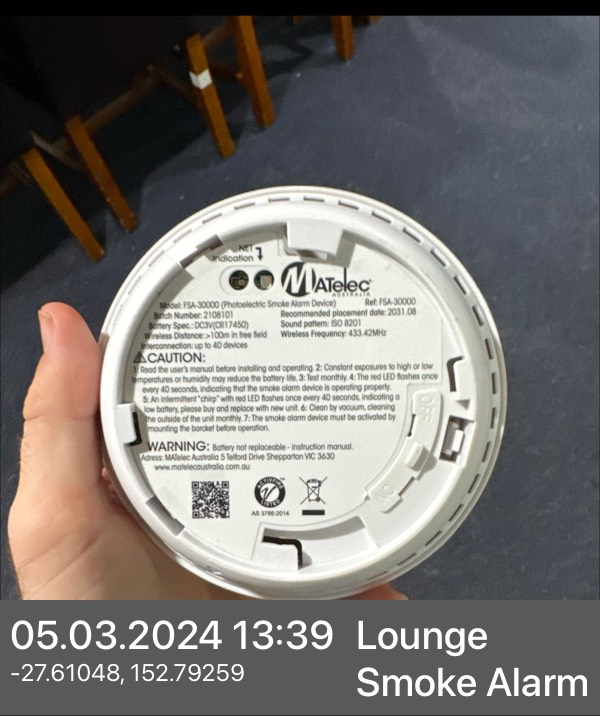 NET
Indication
MATelec
AUSTRALIA
Model: FSA-30000 (Photoelectric Smoke Alarm Device) Ref: FSA-30000
Batch Number: 2108101 Recommended placement date: 2031.08
Battery Spec.: DC3V(CR17450) Sound pattern: ISO 8201
Wireless Distance:>100m in free field Wireless Frequency: 433.42MHz
Interconnection: up to 40 devices
CAUTION:
1: Read the user's manual before installing and operating. 2: Constant exposures to high or low
temperatures or humidity may reduce the battery life. 3: Test monthly. 4: The red LED flashes once
every 40 seconds, indicating that the smoke alarm device is operating properly.
5: An intermittent "chirp" with red LED flashes once every 40 seconds, indicating a
low battery, please buy and replace with new unit. 6: Clean by vacuum, cleaning
the outside of the unit monthly. 7: The smoke alarm device must be activated by
mounting the bracket before operation.
WARNING: Battery not replaceable - instruction manual.
Adress: MATelec Australia 5 Telford Drive Shepparton VIC 3630
www.matelecaustralia.com.au
OFF
ACTIVFIRE
LISTED
AS 3786:2014
05.03.2024 13:39
-27.61048, 152.79259
Lounge
Smoke Alarm